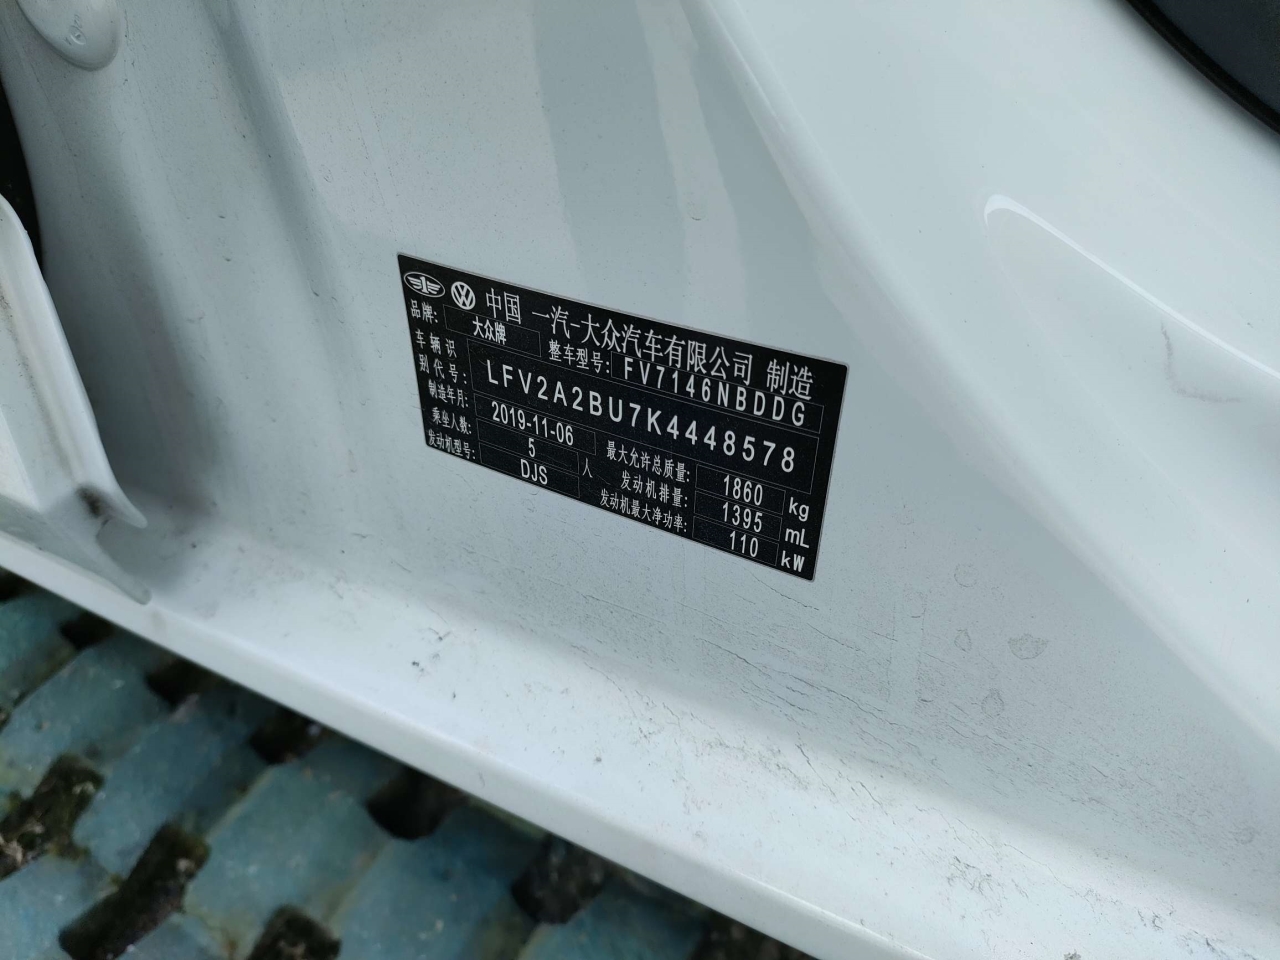 中国 一汽-大众汽车有限公司 制造
品牌: 大众牌 整车型号: FV7146NBDDG
车辆识别代号: LFV2A2BU7K4448578
制造年月: 2019-11-06 最大允许总质量: 1860 kg
乘坐人数: 5 人 发动机排量: 1395 mL
发动机型号: DJS 发动机最大净功率: 110 kW